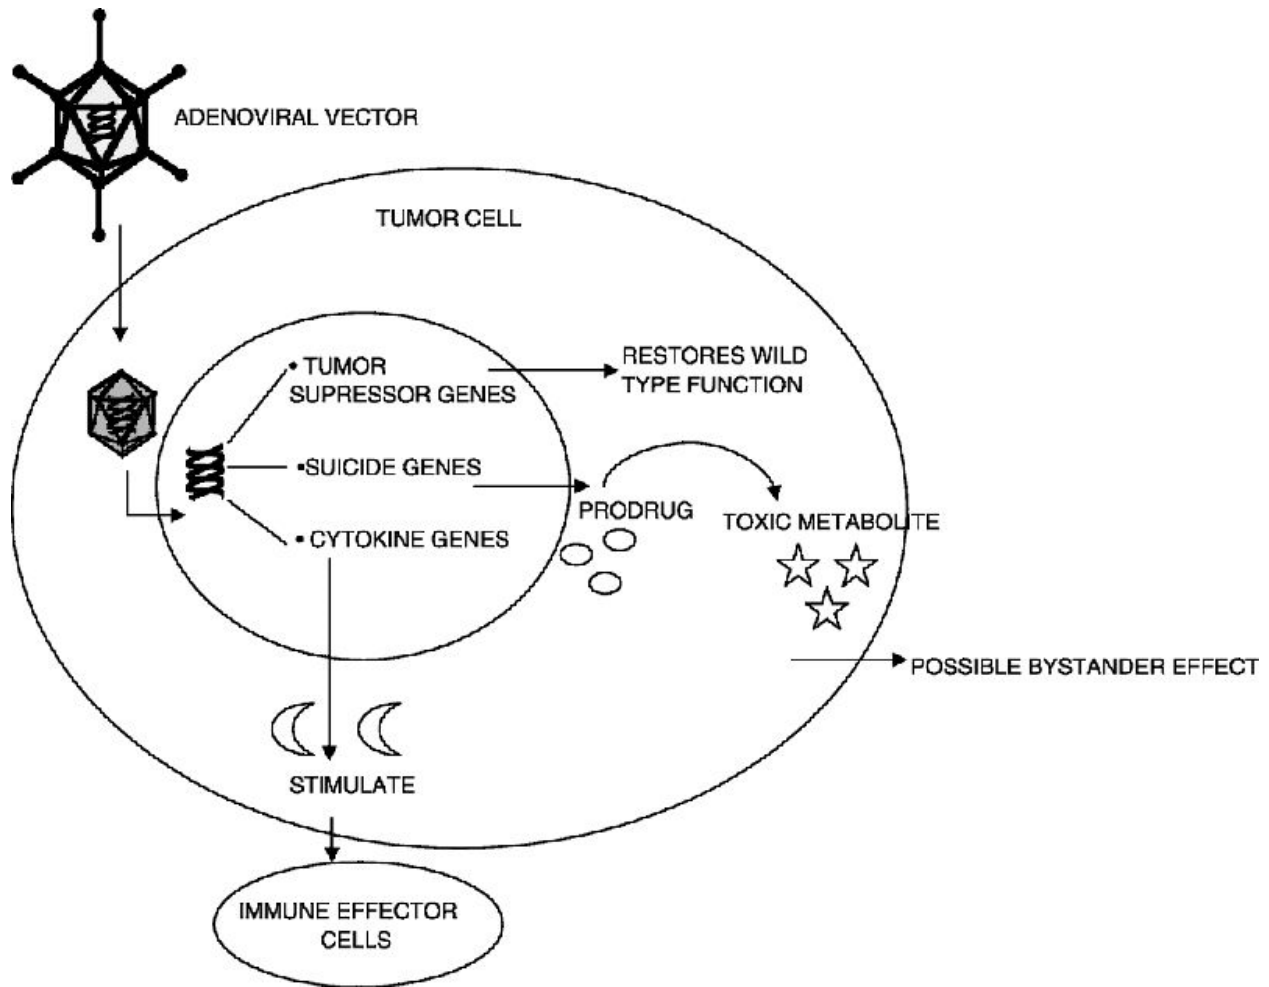 ADENOVIRAL VECTOR
TUMOR CELL
• TUMOR
SUPRESSOR GENES
RESTORES WILD
TYPE FUNCTION
•SUICIDE GENES
PRODRUG
TOXIC METABOLITE
• CYTOKINE GENES
POSSIBLE BYSTANDER EFFECT
STIMULATE
IMMUNE EFFECTOR
CELLS